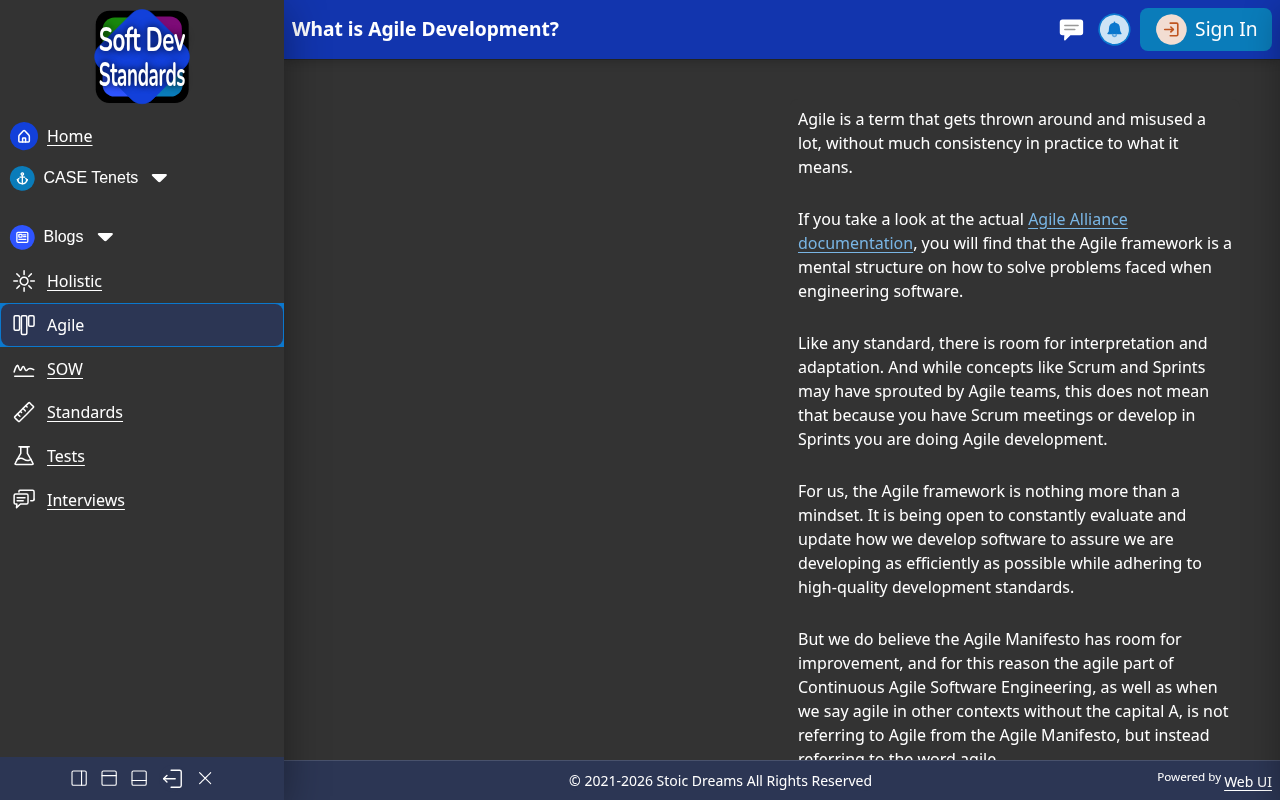 Soft Dev
Standards
Home
CASE Tenets
Blogs
Holistic
Agile
SOW
Standards
Tests
Interviews
What is Agile Development?
Sign In
Agile is a term that gets thrown around and misused a
lot, without much consistency in practice to what it
means.
If you take a look at the actual Agile Alliance
documentation, you will find that the Agile framework is a
mental structure on how to solve problems faced when
engineering software.
Like any standard, there is room for interpretation and
adaptation. And while concepts like Scrum and Sprints
may have sprouted by Agile teams, this does not mean
that because you have Scrum meetings or develop in
Sprints you are doing Agile development.
For us, the Agile framework is nothing more than a
mindset. It is being open to constantly evaluate and
update how we develop software to assure we are
developing as efficiently as possible while adhering to
high-quality development standards.
But we do believe the Agile Manifesto has room for
improvement, and for this reason the agile part of
Continuous Agile Software Engineering, as well as when
we say agile in other contexts without the capital A, is not
referring to Agile from the Agile Manifesto, but instead
referring to the word agile.
© 2021-2026 Stoic Dreams All Rights Reserved
Powered by Web UI